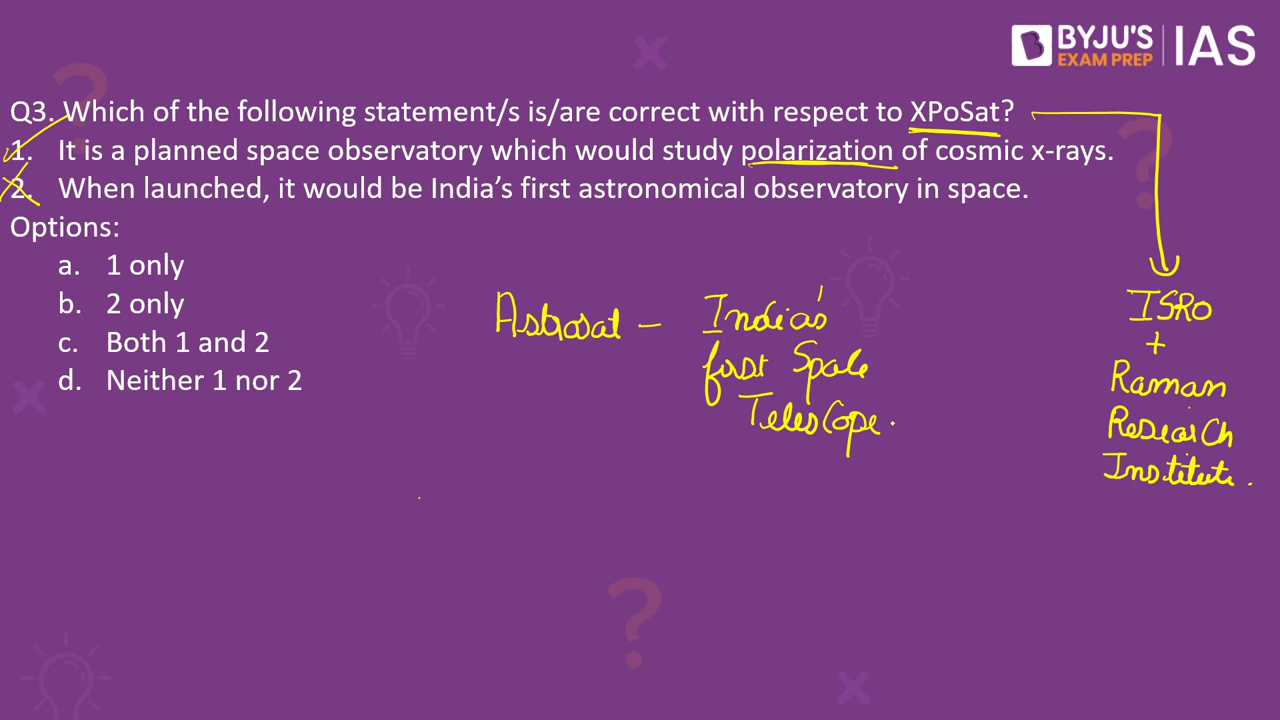 BYJU'S
EXAM PREP
IAS
Q3. Which of the following statement/s is/are correct with respect to XPoSat?
1. It is a planned space observatory which would study polarization of cosmic x-rays.
2. When launched, it would be India's first astronomical observatory in space.
Options:
a. 1 only
b. 2 only
c. Both 1 and 2
d. Neither 1 nor 2
Astrosat – India's
first Space
Telescope.
ISRO
+
Raman
Research
Institute.